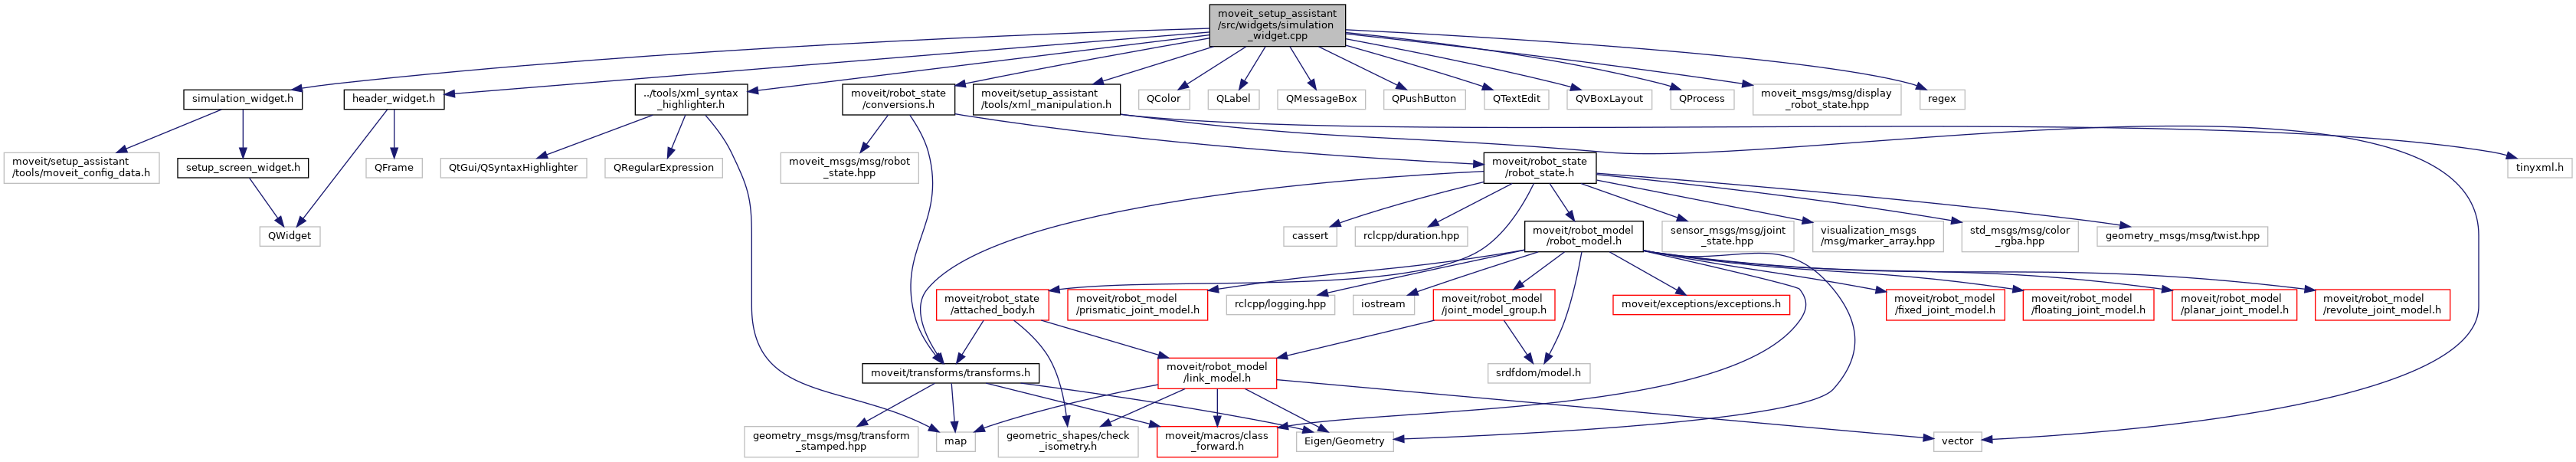 moveit_setup_assistant
/src/widgets/simulation
_widget.cpp
simulation_widget.h
header_widget.h
../tools/xml_syntax
_highlighter.h
moveit/robot_state
/conversions.h
moveit/setup_assistant
/tools/xml_manipulation.h
QColor
QLabel
QMessageBox
QPushButton
QTextEdit
QVBoxLayout
QProcess
moveit_msgs/msg/display
_robot_state.hpp
regex
moveit/setup_assistant
/tools/moveit_config_data.h
setup_screen_widget.h
QFrame
QtGui/QSyntaxHighlighter
QRegularExpression
moveit_msgs/msg/robot
_state.hpp
moveit/robot_state
/robot_state.h
tinyxml.h
QWidget
cassert
rclcpp/duration.hpp
moveit/robot_model
/robot_model.h
sensor_msgs/msg/joint
_state.hpp
visualization_msgs
/msg/marker_array.hpp
std_msgs/msg/color
_rgba.hpp
geometry_msgs/msg/twist.hpp
moveit/robot_state
/attached_body.h
moveit/robot_model
/prismatic_joint_model.h
rclcpp/logging.hpp
iostream
moveit/robot_model
/joint_model_group.h
moveit/exceptions/exceptions.h
moveit/robot_model
/fixed_joint_model.h
moveit/robot_model
/floating_joint_model.h
moveit/robot_model
/planar_joint_model.h
moveit/robot_model
/revolute_joint_model.h
moveit/transforms/transforms.h
moveit/robot_model
/link_model.h
srdfdom/model.h
geometry_msgs/msg/transform
_stamped.hpp
map
geometric_shapes/check
_isometry.h
moveit/macros/class
_forward.h
Eigen/Geometry
vector